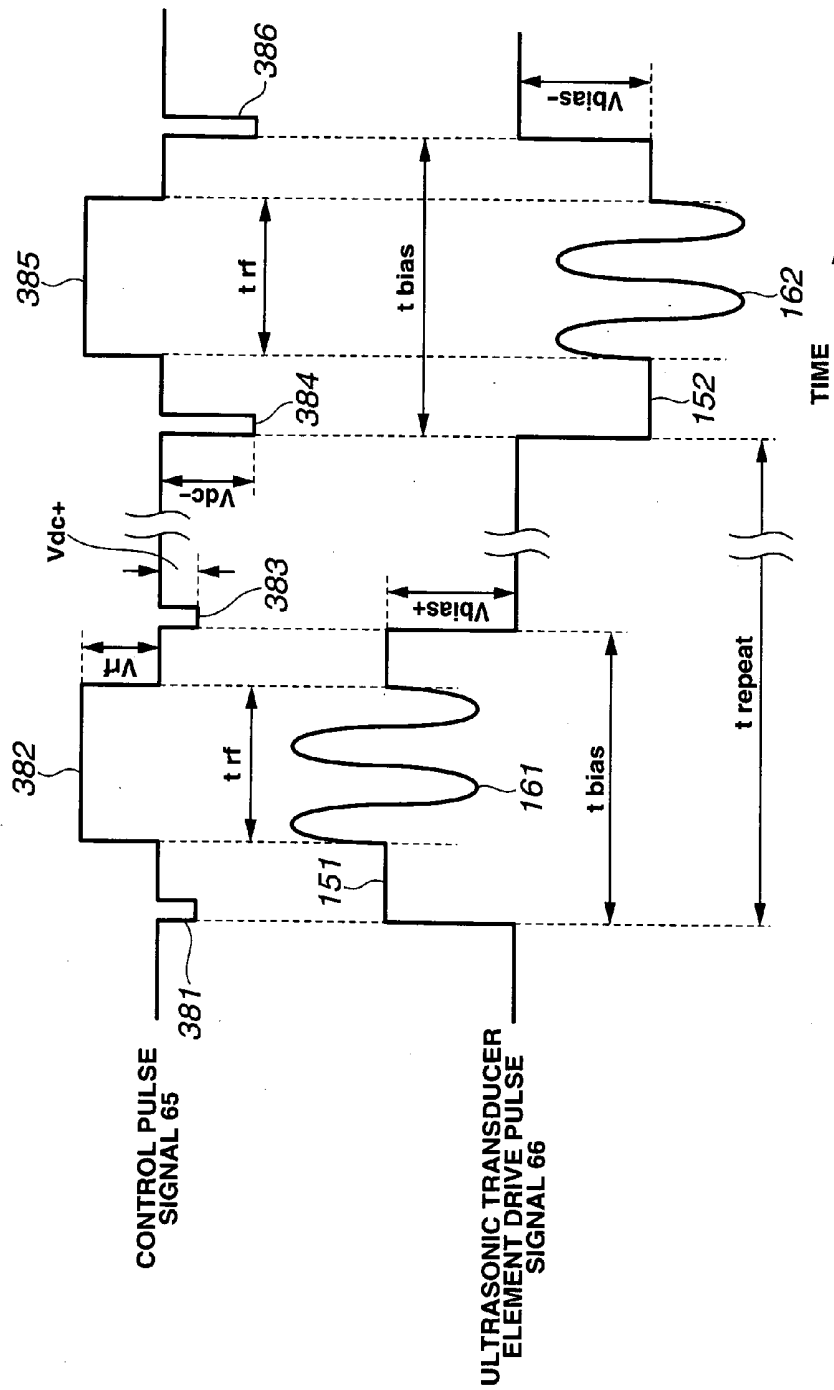 382
385
Vrf
Vdc+
Vdc-
CONTROL PULSE
SIGNAL 65
381
383
384
386
t rf
t rf
t bias
151
161
Vbias+
Vbias-
ULTRASONIC TRANSDUCER
ELEMENT DRIVE PULSE
SIGNAL 66
t bias
152
162
t repeat
TIME